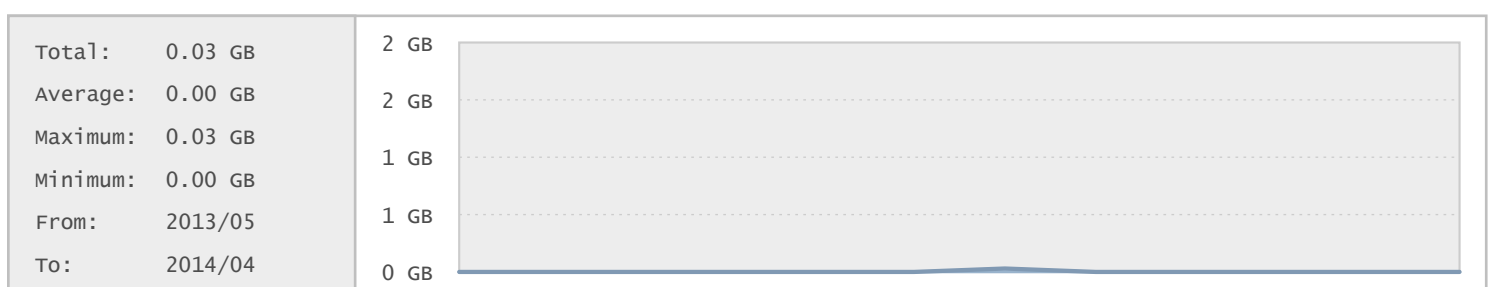 Total: 0.03 GB
Average: 0.00 GB
Maximum: 0.03 GB
Minimum: 0.00 GB
From: 2013/05
To: 2014/04
2 GB
2 GB
1 GB
1 GB
0 GB